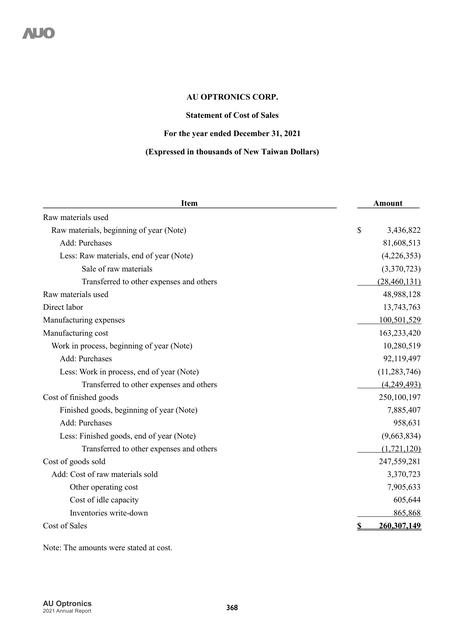 AUO
AU OPTRONICS CORP.
Statement of Cost of Sales
For the year ended December 31, 2021
(Expressed in thousands of New Taiwan Dollars)
Item Amount
Raw materials used
Raw materials, beginning of year (Note) $ 3,436,822
Add: Purchases 81,608,513
Less: Raw materials, end of year (Note) (4,226,353)
Sale of raw materials (3,370,723)
Transferred to other expenses and others (28,460,131)
Raw materials used 48,988,128
Direct labor 13,743,763
Manufacturing expenses 100,501,529
Manufacturing cost 163,233,420
Work in process, beginning of year (Note) 10,280,519
Add: Purchases 92,119,497
Less: Work in process, end of year (Note) (11,283,746)
Transferred to other expenses and others (4,249,493)
Cost of finished goods 250,100,197
Finished goods, beginning of year (Note) 7,885,407
Add: Purchases 958,631
Less: Finished goods, end of year (Note) (9,663,834)
Transferred to other expenses and others (1,721,120)
Cost of goods sold 247,559,281
Add: Cost of raw materials sold 3,370,723
Other operating cost 7,905,633
Cost of idle capacity 605,644
Inventories write-down 865,868
Cost of Sales $ 260,307,149
Note: The amounts were stated at cost.
AU Optronics
2021 Annual Report
368